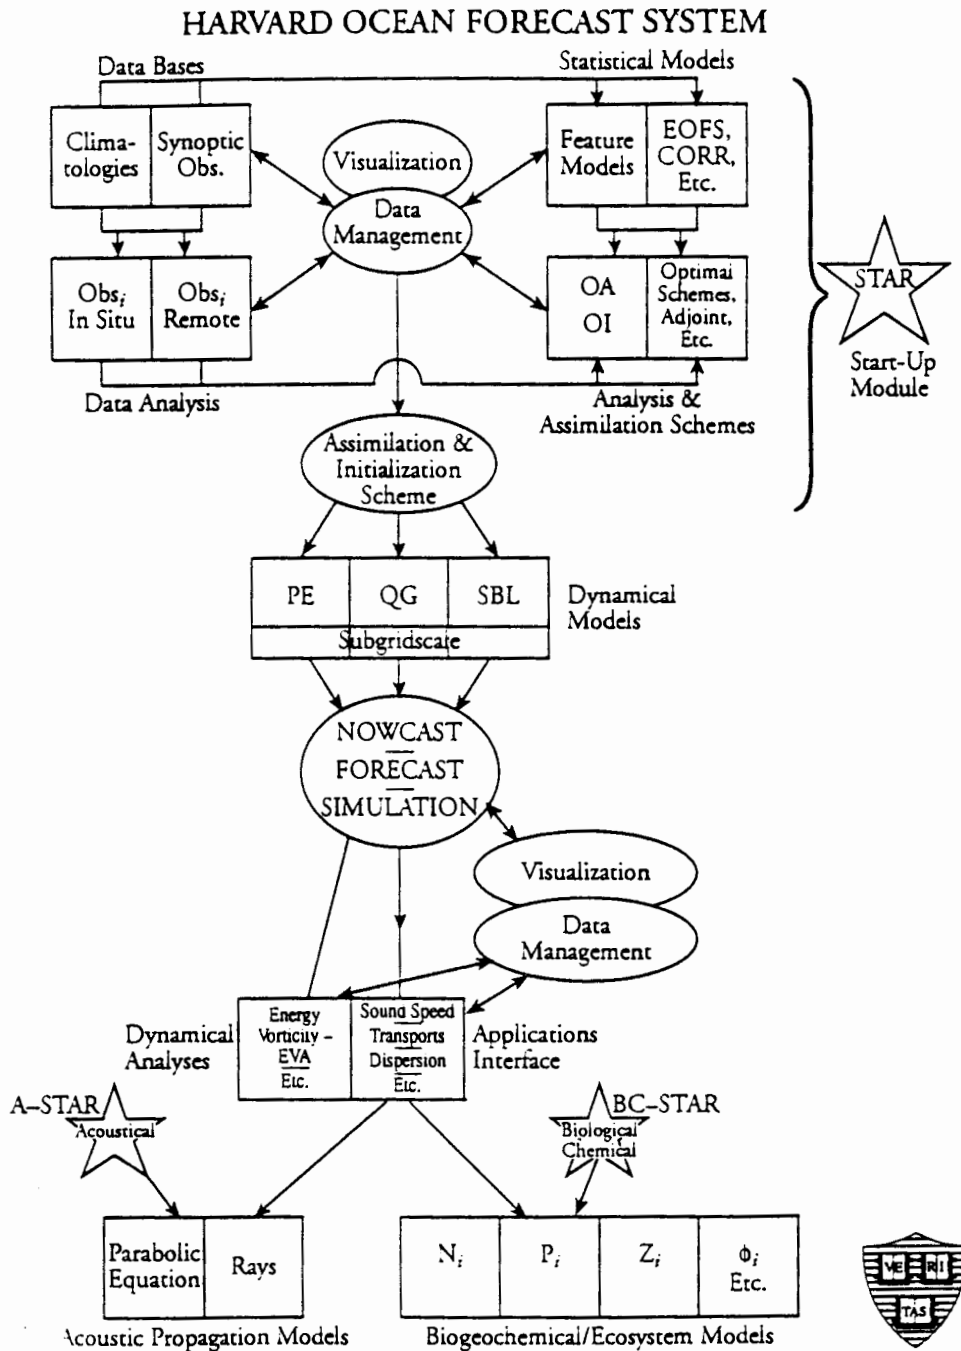 HARVARD OCEAN FORECAST SYSTEM
Data Bases
Statistical Models
Clima-
tologies
Synoptic
Obs.
Visualization
Data
Management
Feature
Models
EOFS,
CORR,
Etc.
Obsᵢ
In Situ
Obsᵢ
Remote
OA
OI
Optimal
Schemes,
Adjoint,
Etc.
STAR
Start-Up
Module
Data Analysis
Analysis &
Assimilation Schemes
Assimilation &
Initialization
Scheme
PE
QG
SBL
Subgridscale
Dynamical
Models
NOWCAST
FORECAST
SIMULATION
Visualization
Data
Management
Dynamical
Analyses
Energy
Vorticity –
EVA
Etc.
Sound Speed
Transports
Dispersion
Etc.
Applications
Interface
A–STAR
Acoustical
BC–STAR
Biological
Chemical
Parabolic
Equation
Rays
Nᵢ
Pᵢ
Zᵢ
ϕᵢ
Etc.
Acoustic Propagation Models
Biogeochemical/Ecosystem Models
VE RI
TAS